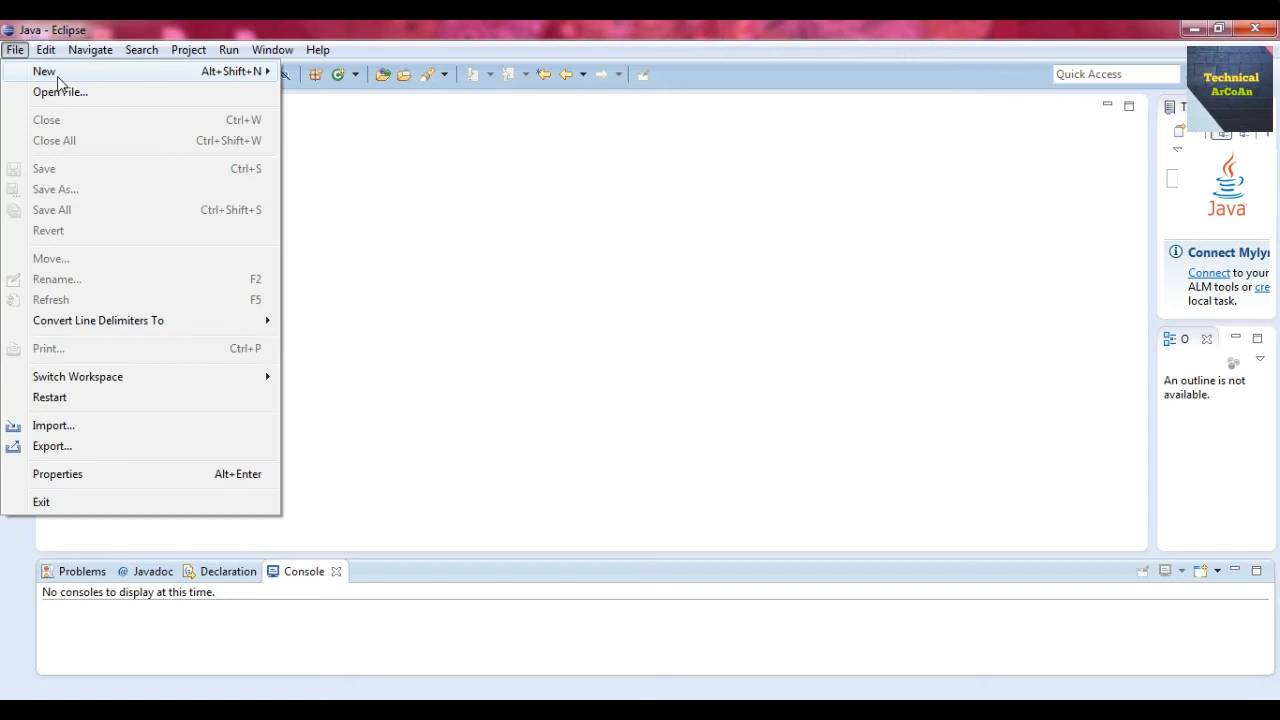 Java - Eclipse
File Edit Navigate Search Project Run Window Help
New Alt+Shift+N
Open File...
Close Ctrl+W
Close All Ctrl+Shift+W
Save Ctrl+S
Save As...
Save All Ctrl+Shift+S
Revert
Move...
Rename... F2
Refresh F5
Convert Line Delimiters To
Print... Ctrl+P
Switch Workspace
Restart
Import...
Export...
Properties Alt+Enter
Exit
Quick Access
Technical
ArCoAn
T
Java
Connect Myly
Connect to your
ALM tools or cre
local task.
O
An outline is not
available.
Problems @ Javadoc Declaration Console
No consoles to display at this time.